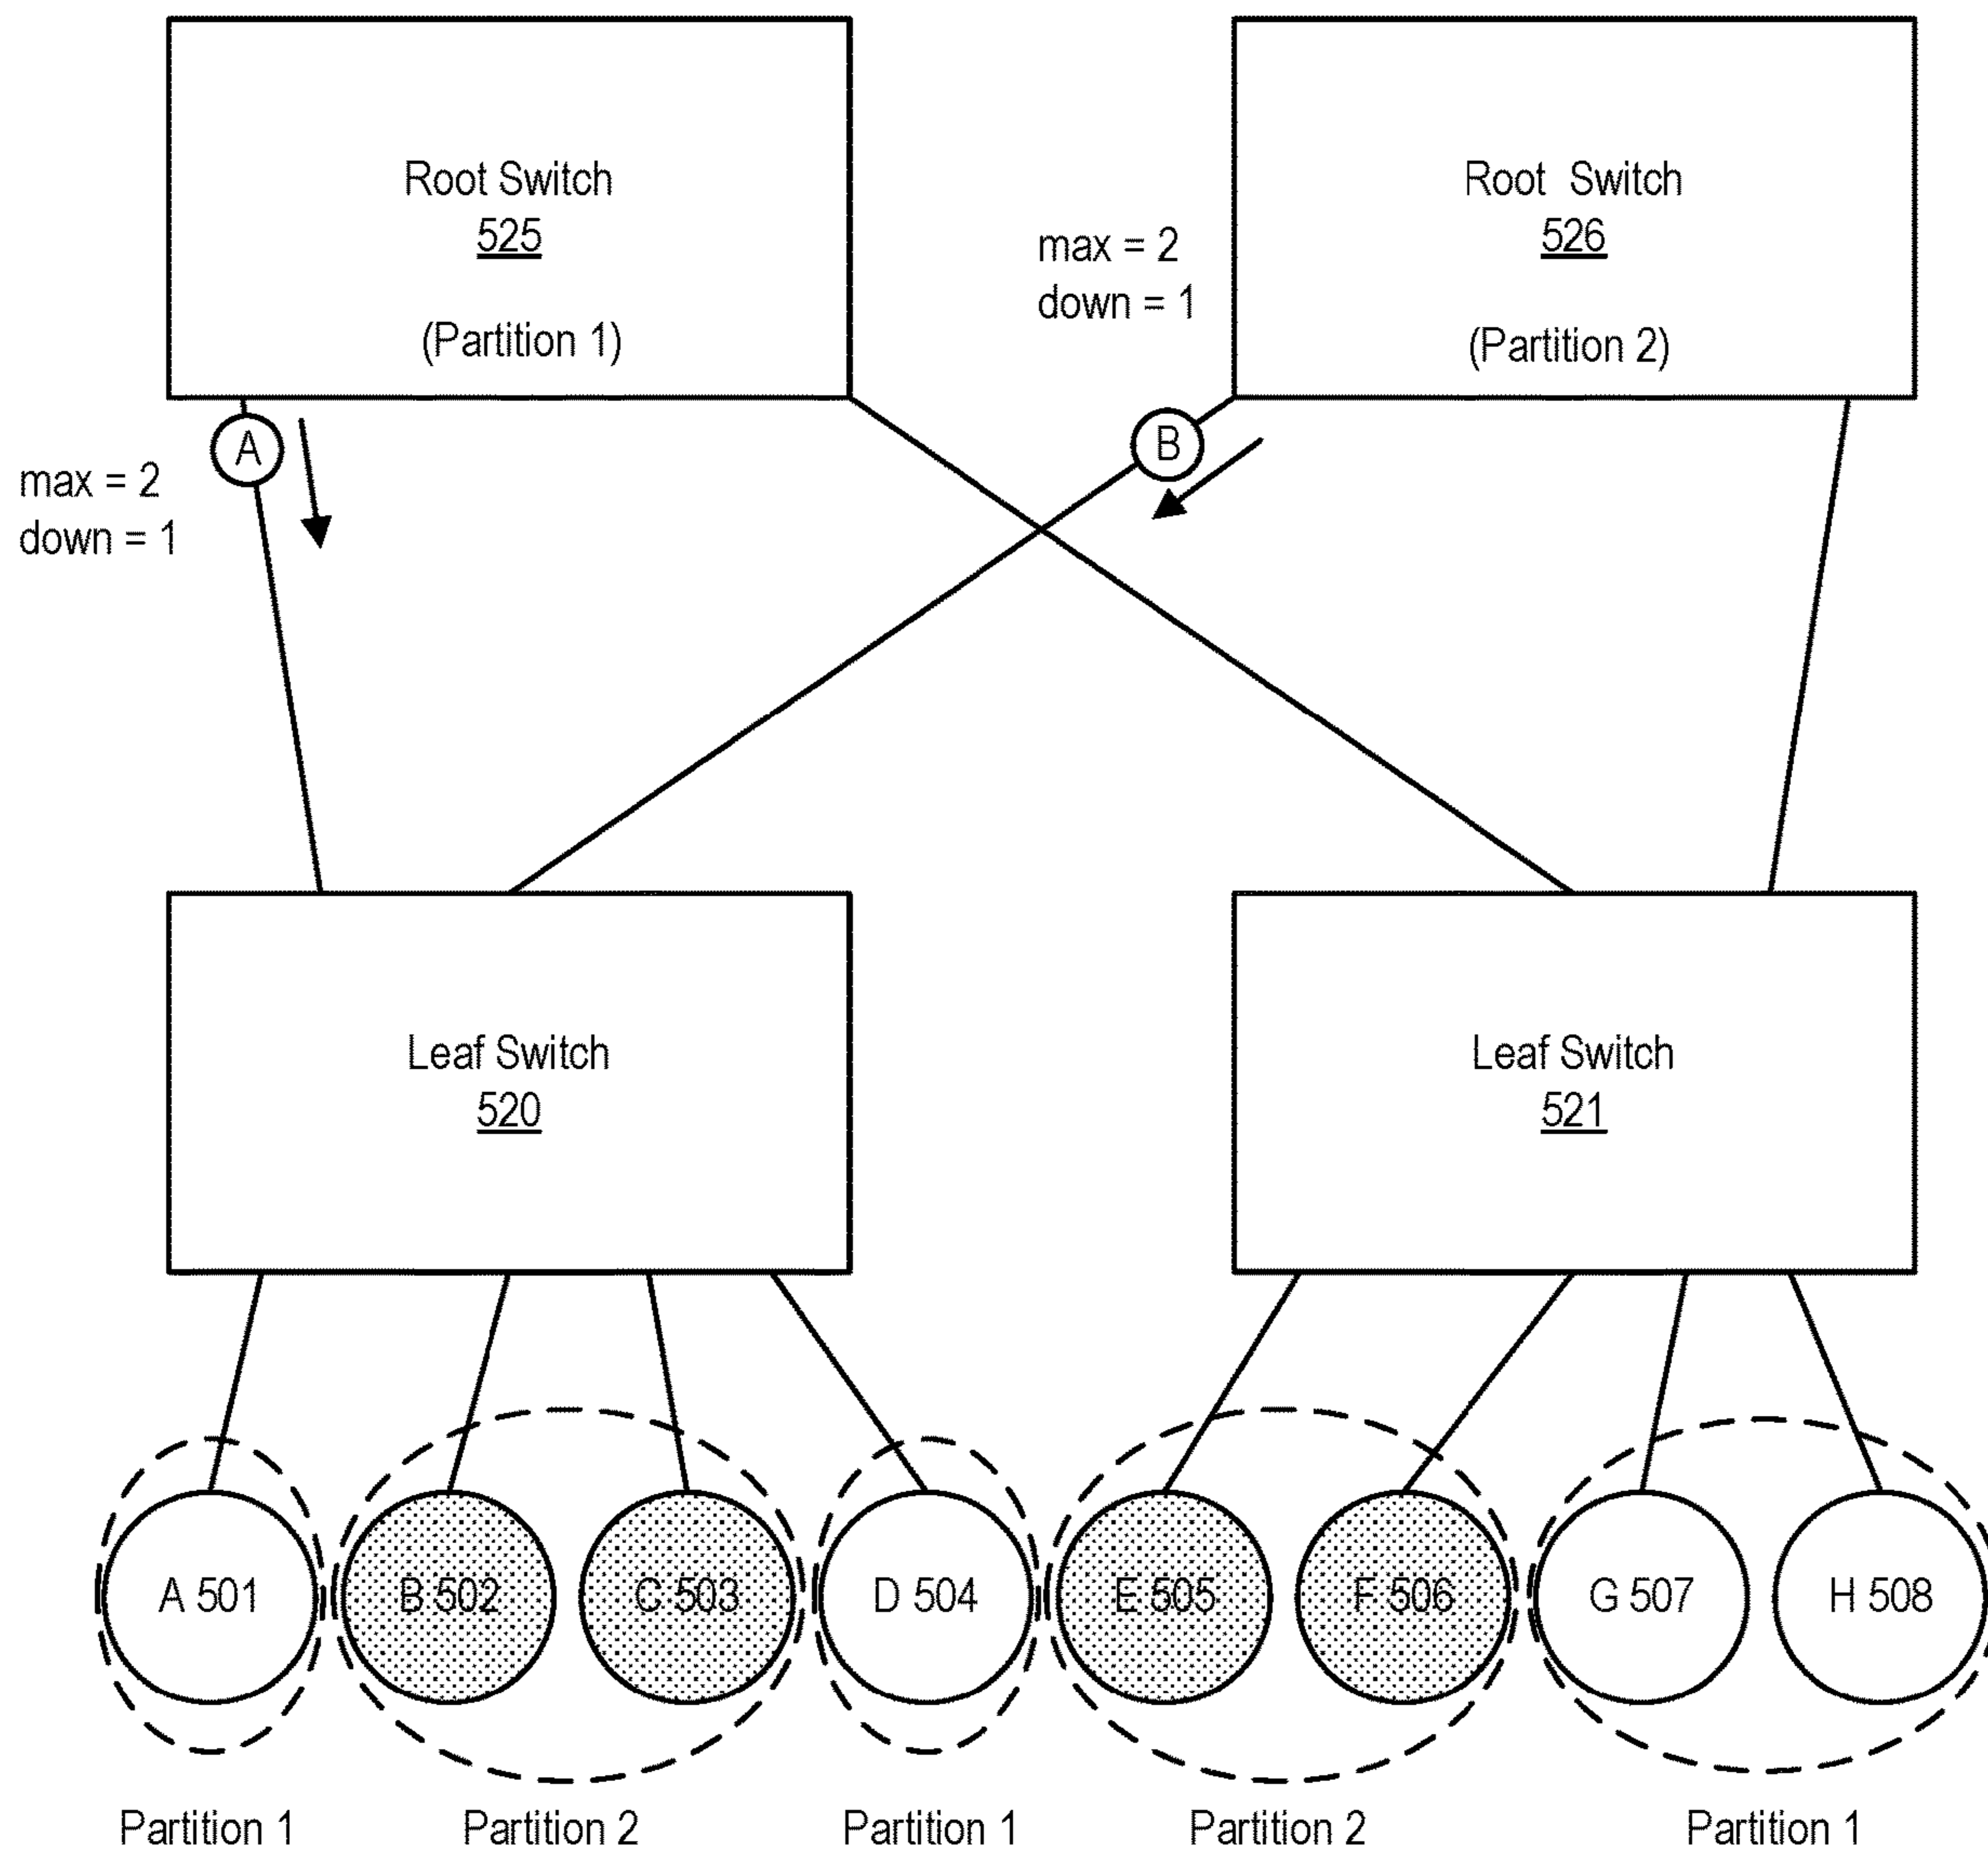 Root Switch
525
(Partition 1)
Root Switch
526
(Partition 2)
max = 2
down = 1
A
B
max = 2
down = 1
Leaf Switch
520
Leaf Switch
521
A 501
B 502
C 503
D 504
E 505
F 506
G 507
H 508
Partition 1
Partition 2
Partition 1
Partition 2
Partition 1